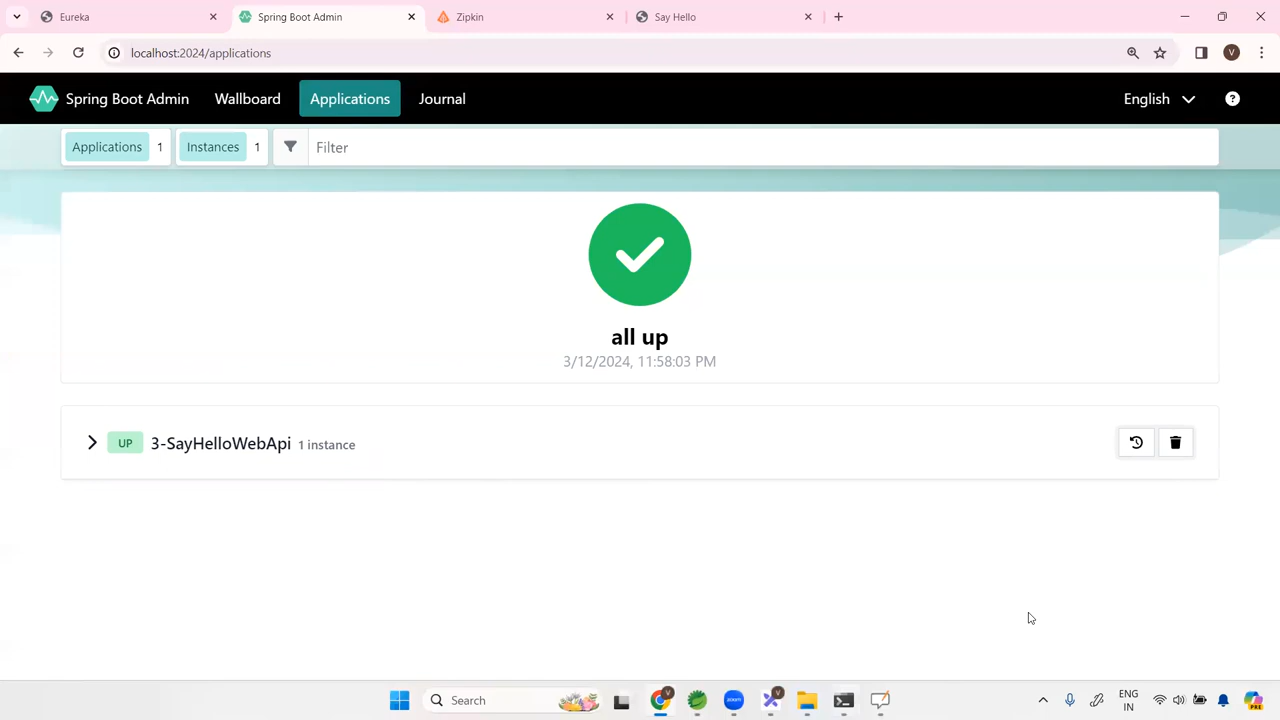 Eureka
Spring Boot Admin
Zipkin
Say Hello
localhost:2024/applications
V
Spring Boot Admin
Wallboard
Applications
Journal
English
?
Applications 1
Instances 1
Filter
all up
3/12/2024, 11:58:03 PM
UP 3-SayHelloWebApi 1 instance
Search
V
zoom
V
ENG
IN
PRE